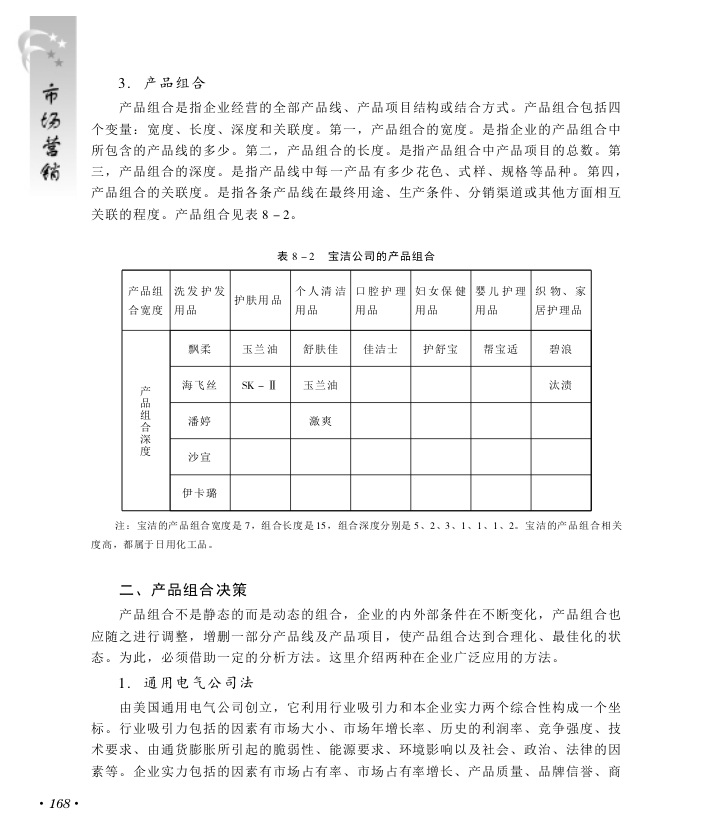 市场营销
3. 产品组合
产品组合是指企业经营的全部产品线、产品项目结构或结合方式。产品组合包括四
个变量：宽度、长度、深度和关联度。第一，产品组合的宽度。是指企业的产品组合中
所包含的产品线的多少。第二，产品组合的长度。是指产品组合中产品项目的总数。第
三，产品组合的深度。是指产品线中每一产品有多少花色、式样、规格等品种。第四，
产品组合的关联度。是指各条产品线在最终用途、生产条件、分销渠道或其他方面相互
关联的程度。产品组合见表 8－2。
表 8－2 宝洁公司的产品组合
产品组 洗发护发 护肤用品 个人清洁 口腔护理 妇女保健 婴儿护理 织物、家
合宽度 用品 用品 用品 用品 用品 居护理品
飘柔 玉兰油 舒肤佳 佳洁士 护舒宝 帮宝适 碧浪
产品组合深度
海飞丝 SK－Ⅱ 玉兰油 汰渍
潘婷 激爽
沙宣
伊卡璐
注：宝洁的产品组合宽度是 7，组合长度是 15，组合深度分别是 5、2、3、1、1、1、2。宝洁的产品组合相关
度高，都属于日用化工品。
二、产品组合决策
产品组合不是静态的而是动态的组合，企业的内外部条件在不断变化，产品组合也
应随之进行调整，增删一部分产品线及产品项目，使产品组合达到合理化、最佳化的状
态。为此，必须借助一定的分析方法。这里介绍两种在企业广泛应用的方法。
1. 通用电气公司法
由美国通用电气公司创立，它利用行业吸引力和本企业实力两个综合性构成一个坐
标。行业吸引力包括的因素有市场大小、市场年增长率、历史的利润率、竞争强度、技
术要求、由通货膨胀所引起的脆弱性、能源要求、环境影响以及社会、政治、法律的因
素等。企业实力包括的因素有市场占有率、市场占有率增长、产品质量、品牌信誉、商
·168·